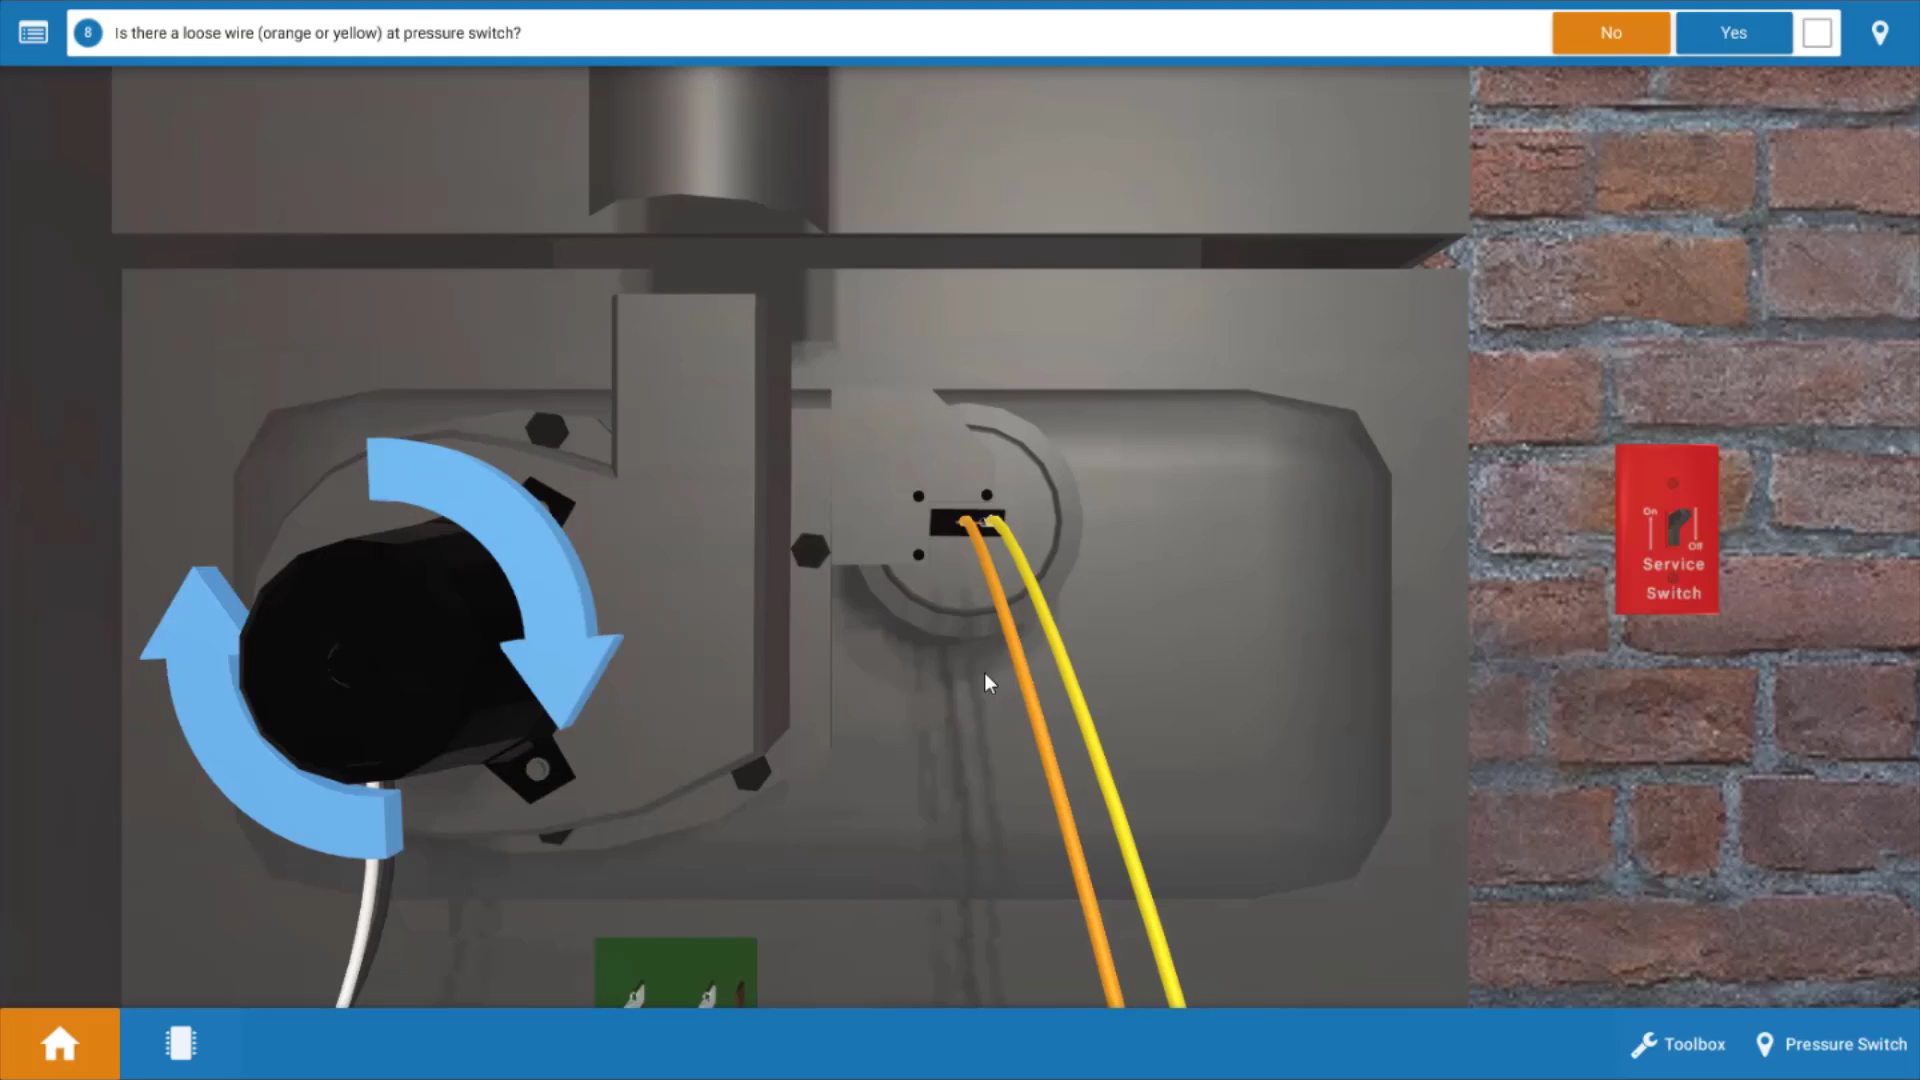 8 Is there a loose wire (orange or yellow) at pressure switch? No Yes
On
Off
Service
Switch
Toolbox Pressure Switch